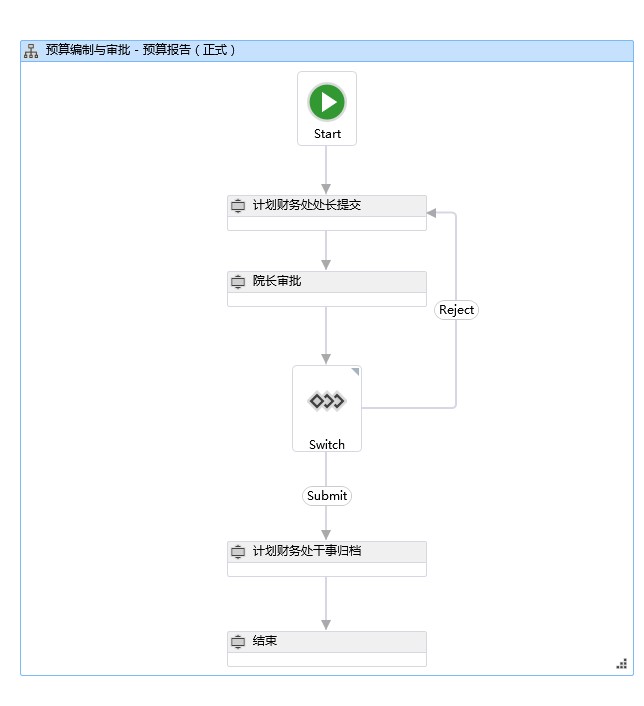 预算编制与审批 - 预算报告（正式）
Start
计划财务处处长提交
院长审批
Reject
Switch
Submit
计划财务处干事归档
结束